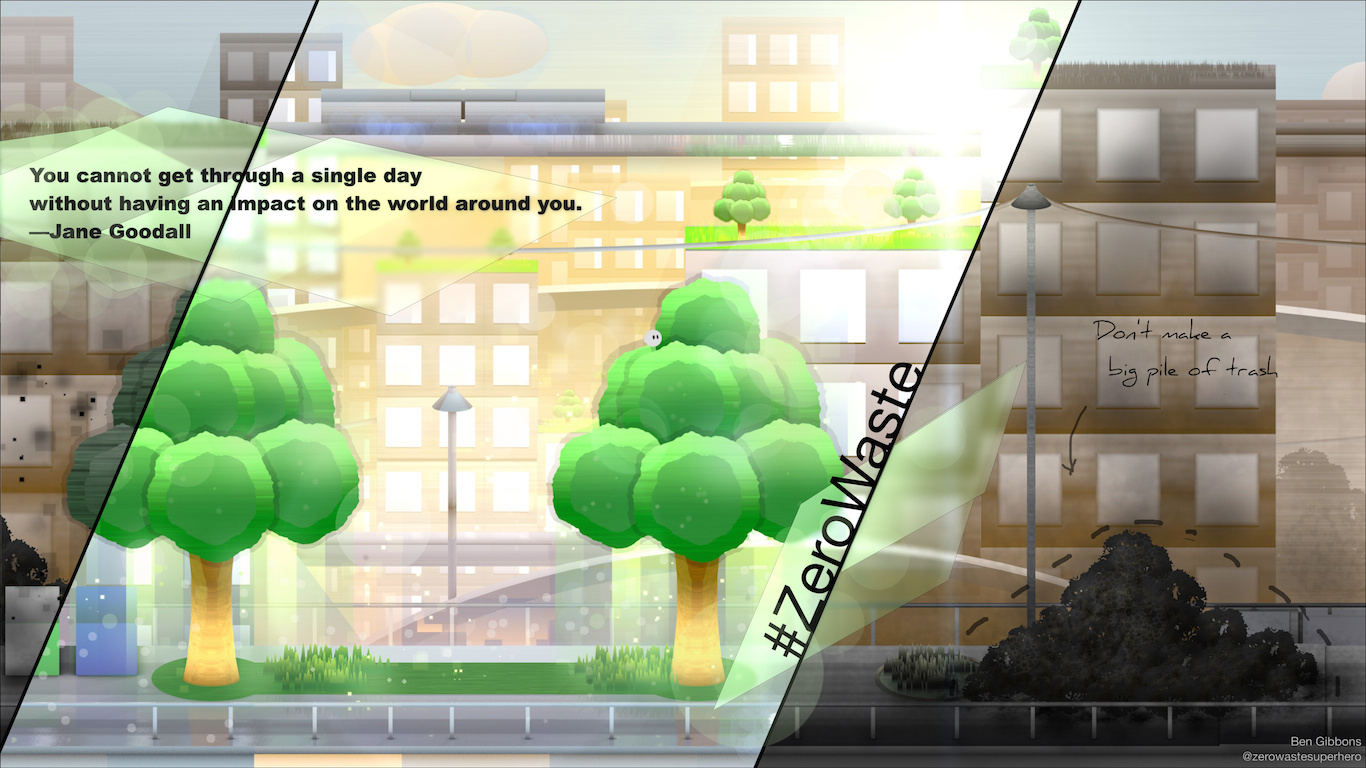 You cannot get through a single day
without having an impact on the world around you.
—Jane Goodall
#ZeroWaste
Don't make a
big pile of trash
Ben Gibbons
@zerowastesuperhero